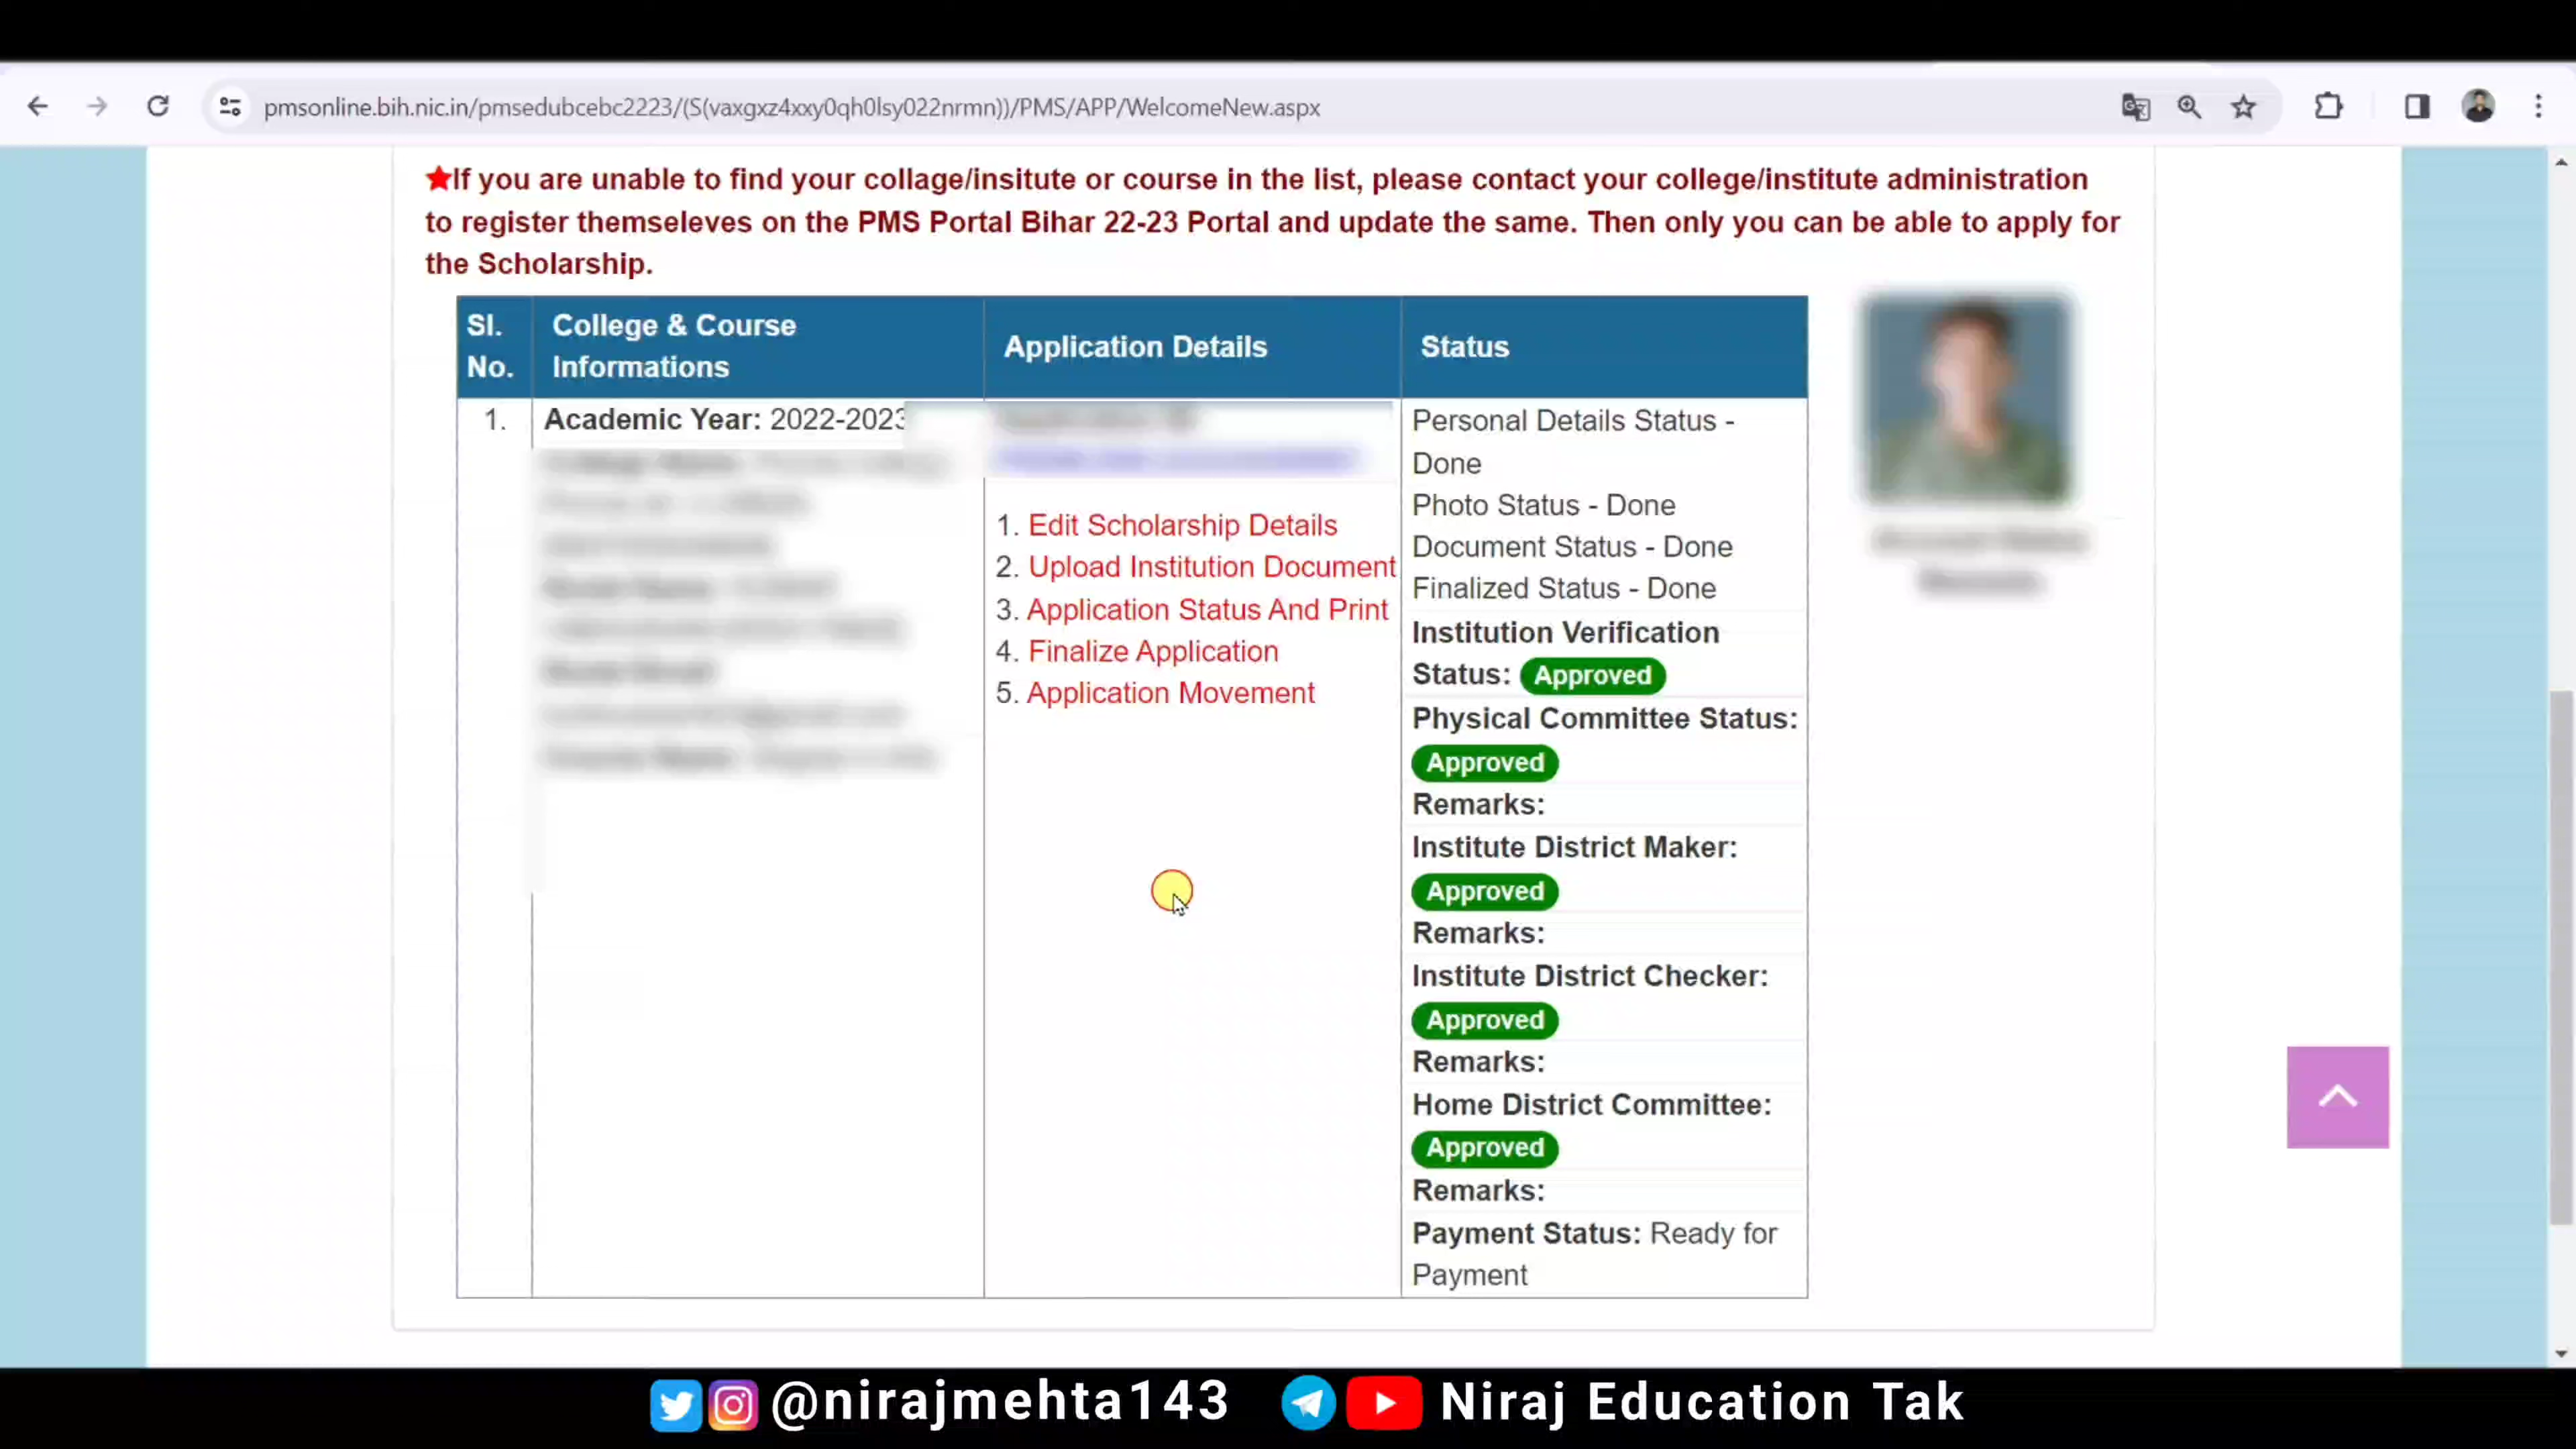 pmsonline.bih.nic.in/pmsedubcebc2223/(S(vaxgxz4xxy0qh0lsy022nrmn))/PMS/APP/WelcomeNew.aspx
If you are unable to find your collage/insitute or course in the list, please contact your college/institute administration
to register themseleves on the PMS Portal Bihar 22-23 Portal and update the same. Then only you can be able to apply for
the Scholarship.
Sl.
No.
College & Course
Informations
Application Details
Status
1.
Academic Year: 2022-2023
1. Edit Scholarship Details
2. Upload Institution Document
3. Application Status And Print
4. Finalize Application
5. Application Movement
Personal Details Status -
Done
Photo Status - Done
Document Status - Done
Finalized Status - Done
Institution Verification
Status: Approved
Physical Committee Status:
Approved
Remarks:
Institute District Maker:
Approved
Remarks:
Institute District Checker:
Approved
Remarks:
Home District Committee:
Approved
Remarks:
Payment Status: Ready for
Payment
@nirajmehta143
Niraj Education Tak